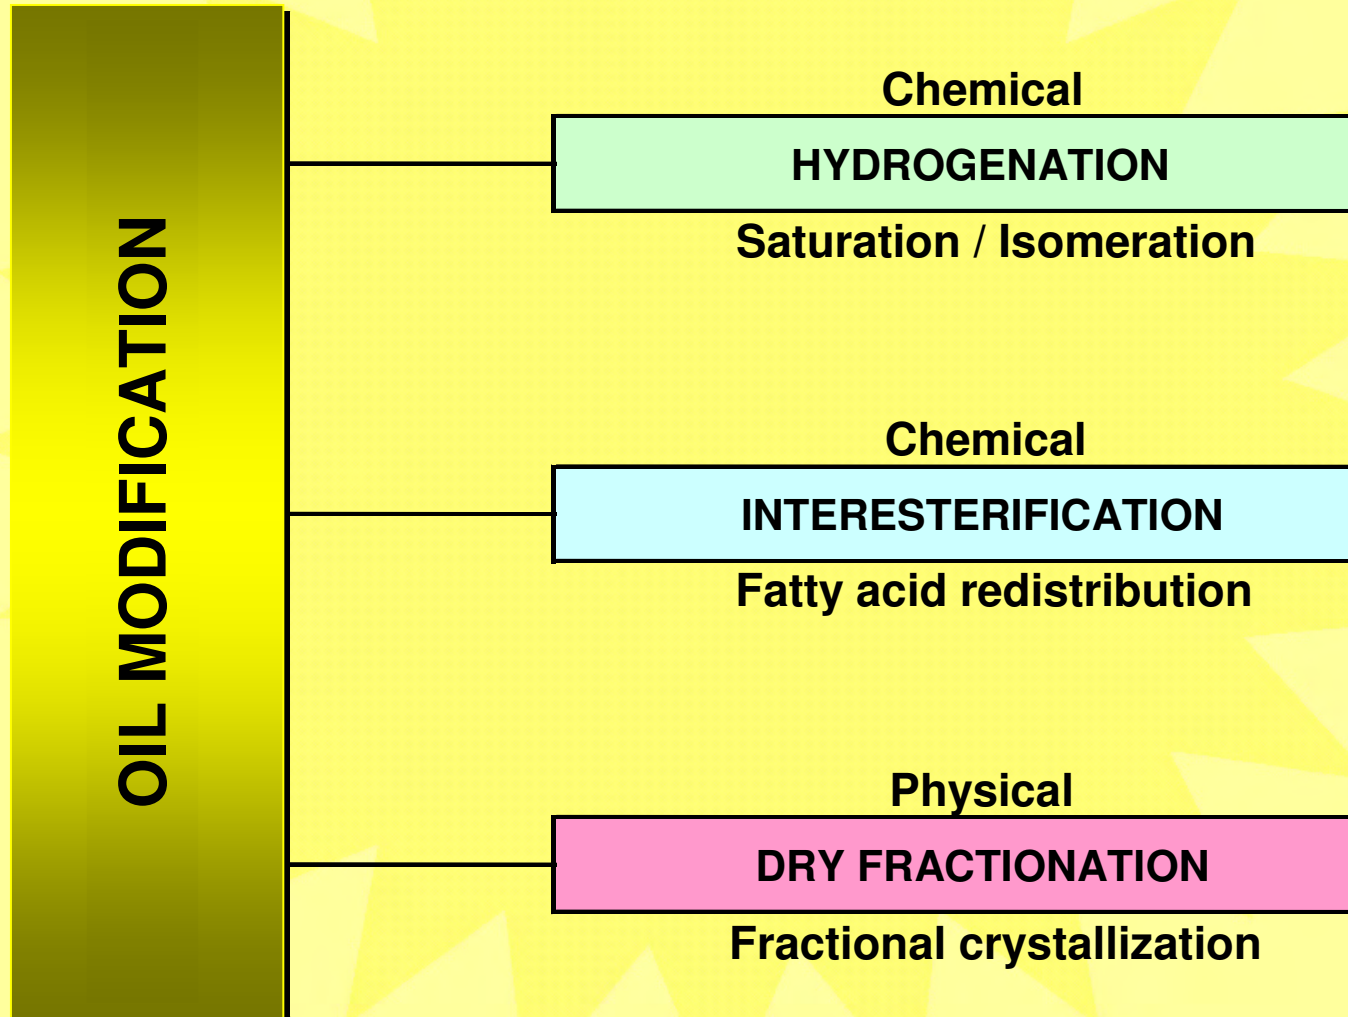 OIL MODIFICATION
Chemical
HYDROGENATION
Saturation / Isomeration
Chemical
INTERESTERIFICATION
Fatty acid redistribution
Physical
DRY FRACTIONATION
Fractional crystallization